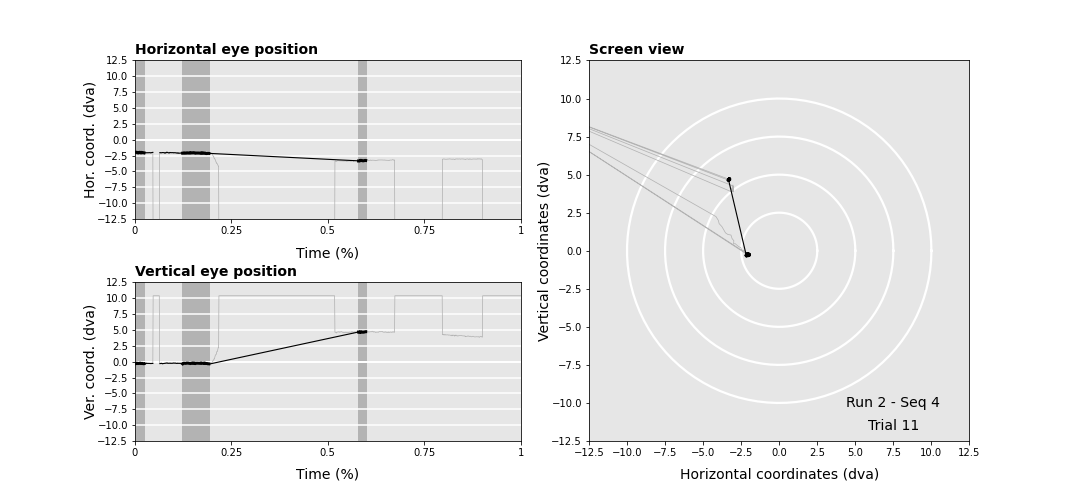 Horizontal eye position
Hor. coord. (dva)
12.5
10.0
7.5
5.0
2.5
0.0
−2.5
−5.0
−7.5
−10.0
−12.5
0 0.25 0.5 0.75 1
Time (%)
Vertical eye position
Ver. coord. (dva)
12.5
10.0
7.5
5.0
2.5
0.0
−2.5
−5.0
−7.5
−10.0
−12.5
0 0.25 0.5 0.75 1
Time (%)
Screen view
Vertical coordinates (dva)
12.5
10.0
7.5
5.0
2.5
0.0
−2.5
−5.0
−7.5
−10.0
−12.5
Run 2 - Seq 4
Trial 11
−12.5 −10.0 −7.5 −5.0 −2.5 0.0 2.5 5.0 7.5 10.0 12.5
Horizontal coordinates (dva)